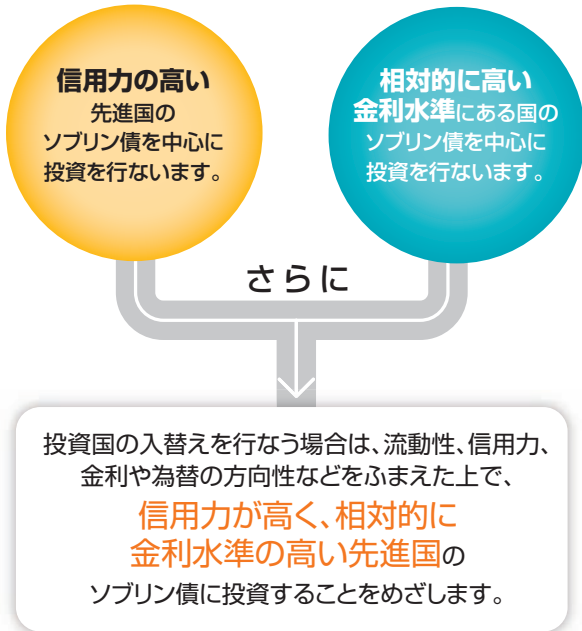 信用力の高い
先進国の
ソブリン債を中心に
投資を行ないます。
相対的に高い
金利水準にある国の
ソブリン債を中心に
投資を行ないます。
さらに
投資国の入替えを行なう場合は、流動性、信用力、
金利や為替の方向性などをふまえた上で、
信用力が高く、相対的に
金利水準の高い先進国の
ソブリン債に投資することをめざします。